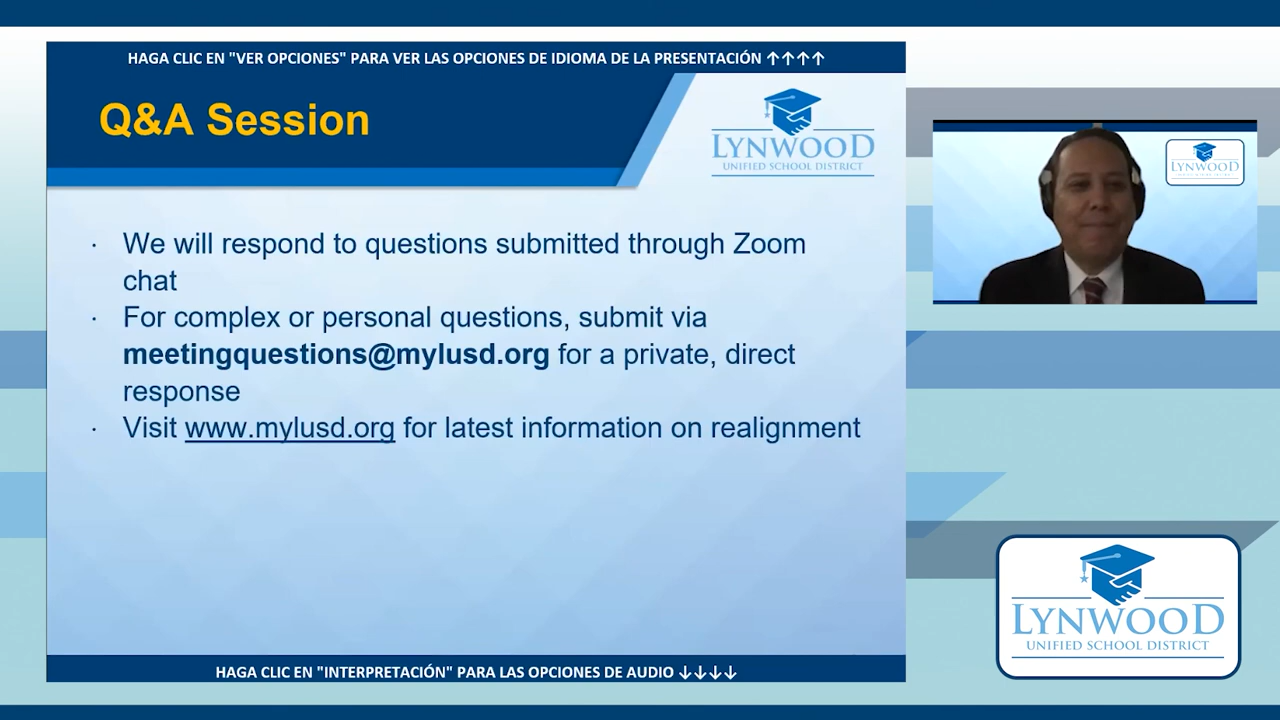 HAGA CLIC EN "VER OPCIONES" PARA VER LAS OPCIONES DE IDIOMA DE LA PRESENTACIÓN ↑↑↑↑
Q&A Session
LYNWOOD
UNIFIED SCHOOL DISTRICT
· We will respond to questions submitted through Zoom
chat
· For complex or personal questions, submit via
meetingquestions@mylusd.org for a private, direct
response
· Visit www.mylusd.org for latest information on realignment
HAGA CLIC EN "INTERPRETACIÓN" PARA LAS OPCIONES DE AUDIO ↓↓↓↓
LYNWOOD
LYNWOOD
UNIFIED SCHOOL DISTRICT